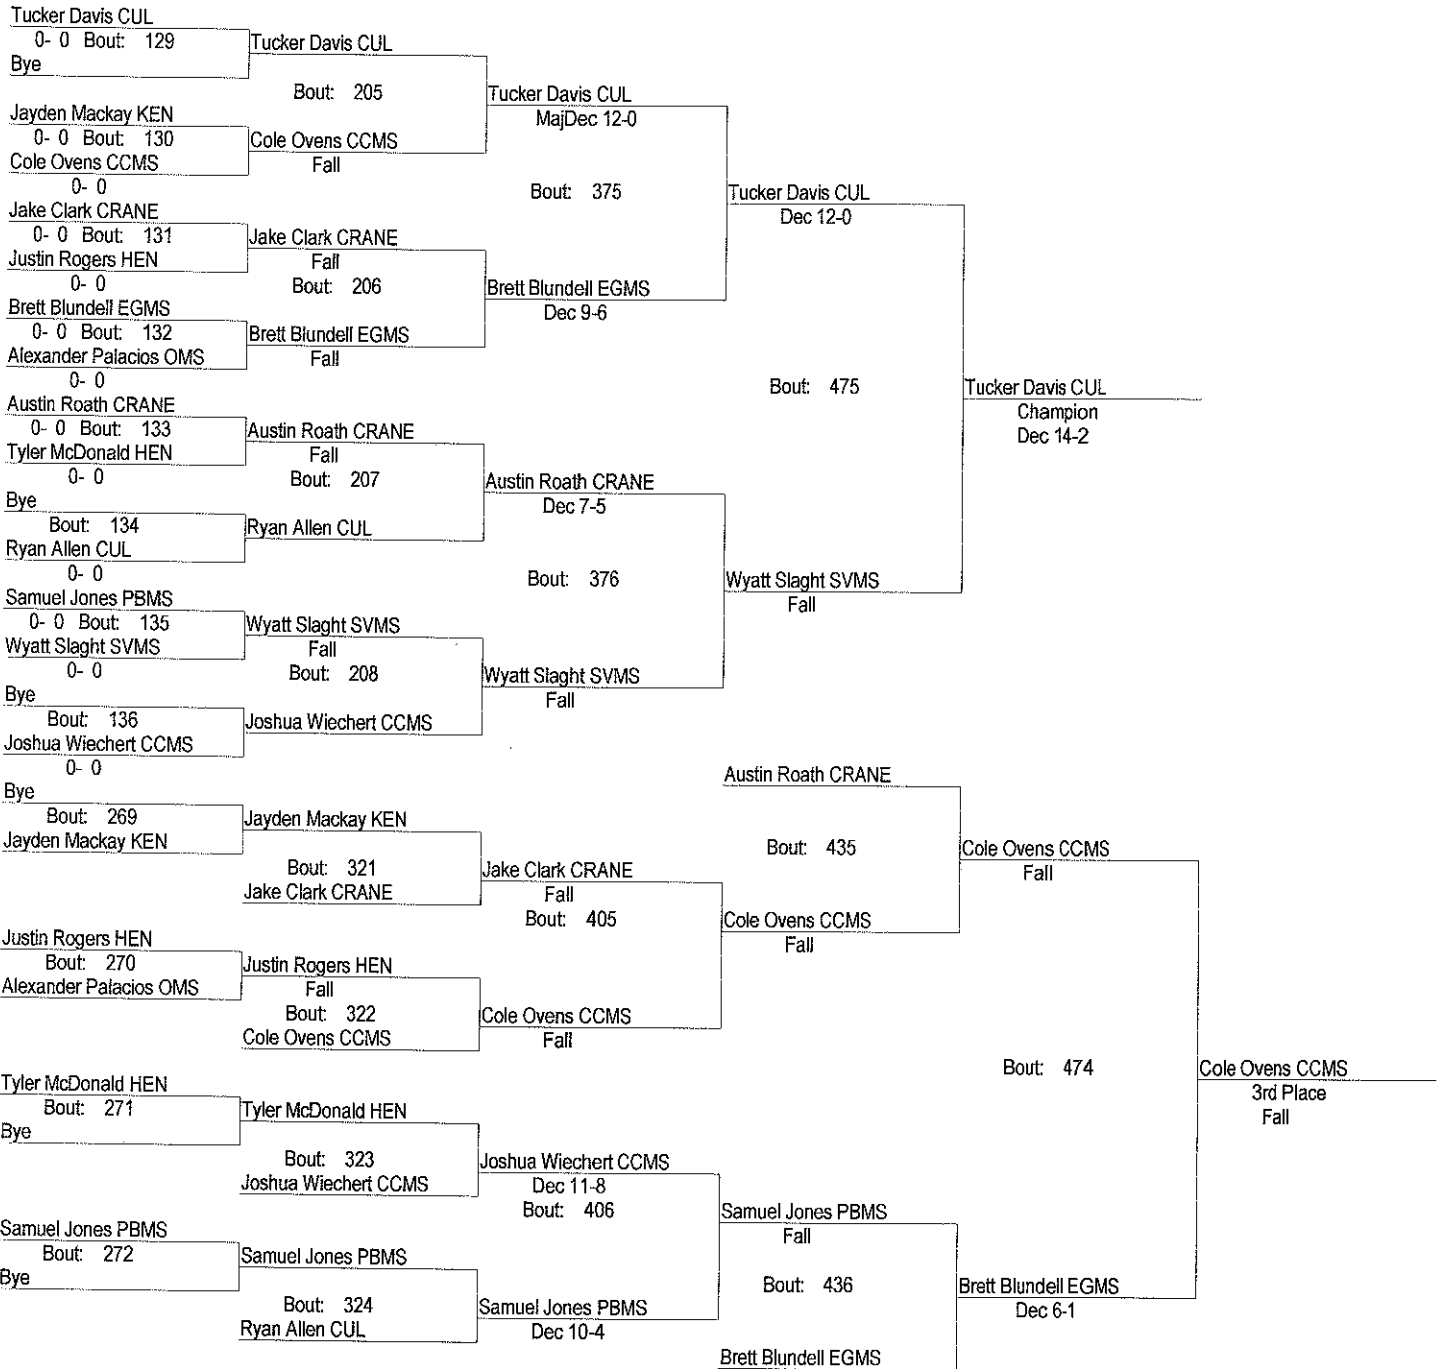 Tucker Davis CUL
0- 0 Bout: 129
Bye
Tucker Davis CUL
Bout: 205
Jayden Mackay KEN
0- 0 Bout: 130
Cole Ovens CCMS
0- 0
Cole Ovens CCMS
Fall
Tucker Davis CUL
MajDec 12-0
Bout: 375
Jake Clark CRANE
0- 0 Bout: 131
Justin Rogers HEN
0- 0
Jake Clark CRANE
Fall
Bout: 206
Brett Blundell EGMS
0- 0 Bout: 132
Alexander Palacios OMS
0- 0
Brett Blundell EGMS
Fall
Brett Blundell EGMS
Dec 9-6
Tucker Davis CUL
Dec 12-0
Bout: 475
Tucker Davis CUL
Champion
Dec 14-2
Austin Roath CRANE
0- 0 Bout: 133
Tyler McDonald HEN
0- 0
Austin Roath CRANE
Fall
Bout: 207
Bye
Bout: 134
Ryan Allen CUL
0- 0
Ryan Allen CUL
Austin Roath CRANE
Dec 7-5
Bout: 376
Samuel Jones PBMS
0- 0 Bout: 135
Wyatt Slaght SVMS
0- 0
Wyatt Slaght SVMS
Fall
Bout: 208
Bye
Bout: 136
Joshua Wiechert CCMS
0- 0
Joshua Wiechert CCMS
Wyatt Slaght SVMS
Fall
Wyatt Slaght SVMS
Fall
Bye
Bout: 269
Jayden Mackay KEN
Jayden Mackay KEN
Bout: 321
Jake Clark CRANE
Jake Clark CRANE
Fall
Bout: 405
Justin Rogers HEN
Bout: 270
Alexander Palacios OMS
Justin Rogers HEN
Fall
Bout: 322
Cole Ovens CCMS
Cole Ovens CCMS
Fall
Austin Roath CRANE
Bout: 435
Cole Ovens CCMS
Fall
Cole Ovens CCMS
Fall
Bout: 474
Cole Ovens CCMS
3rd Place
Fall
Tyler McDonald HEN
Bout: 271
Bye
Tyler McDonald HEN
Bout: 323
Joshua Wiechert CCMS
Joshua Wiechert CCMS
Dec 11-8
Bout: 406
Samuel Jones PBMS
Bout: 272
Bye
Samuel Jones PBMS
Bout: 324
Ryan Allen CUL
Samuel Jones PBMS
Dec 10-4
Samuel Jones PBMS
Fall
Bout: 436
Brett Blundell EGMS
Brett Blundell EGMS
Dec 6-1